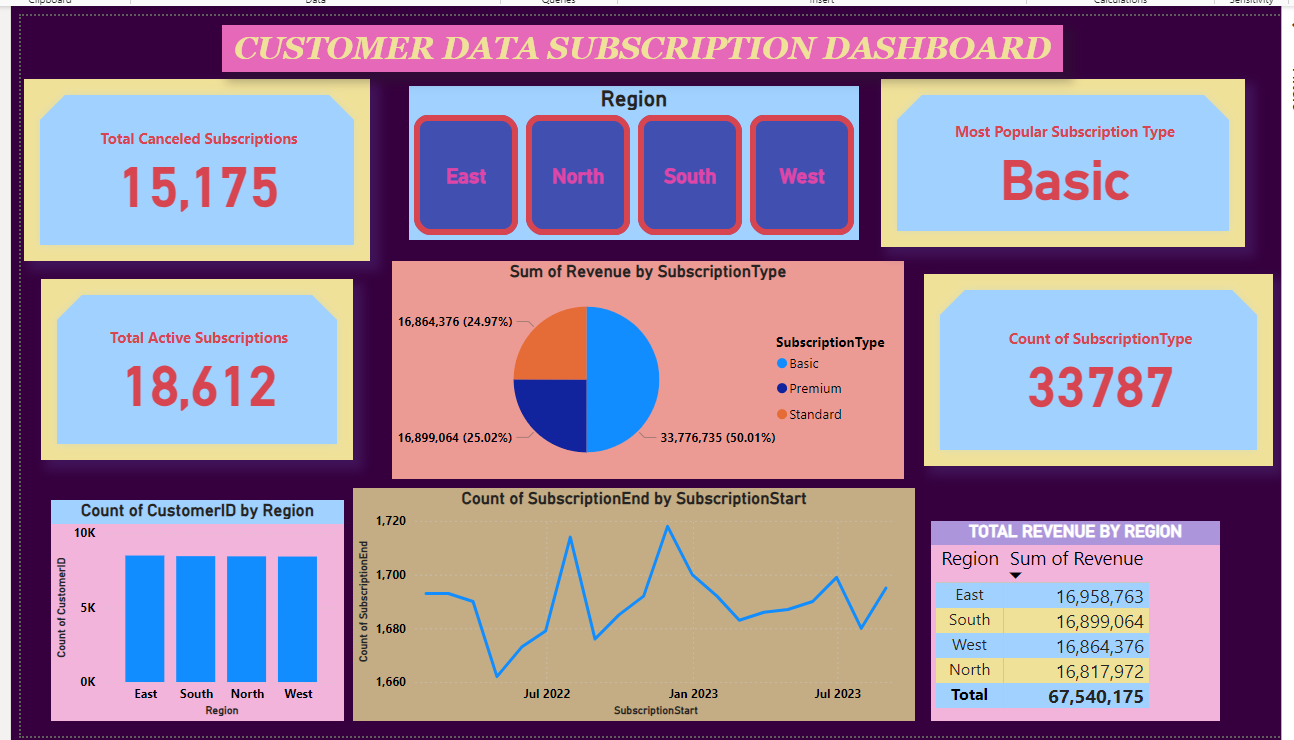 Clipboard
Data
Queries
Insert
Calculations
Sensitivity
CUSTOMER DATA SUBSCRIPTION DASHBOARD
Total Canceled Subscriptions
15,175
Region
East
North
South
West
Most Popular Subscription Type
Basic
Total Active Subscriptions
18,612
Sum of Revenue by SubscriptionType
16,864,376 (24.97%)
16,899,064 (25.02%)
33,776,735 (50.01%)
SubscriptionType
Basic
Premium
Standard
Count of SubscriptionType
33787
Count of CustomerID by Region
Count of CustomerID
10K
5K
0K
East
South
North
West
Region
Count of SubscriptionEnd by SubscriptionStart
Count of SubscriptionEnd
1,720
1,700
1,680
1,660
Jul 2022
Jan 2023
Jul 2023
SubscriptionStart
TOTAL REVENUE BY REGION
Region Sum of Revenue
East 16,958,763
South 16,899,064
West 16,864,376
North 16,817,972
Total 67,540,175